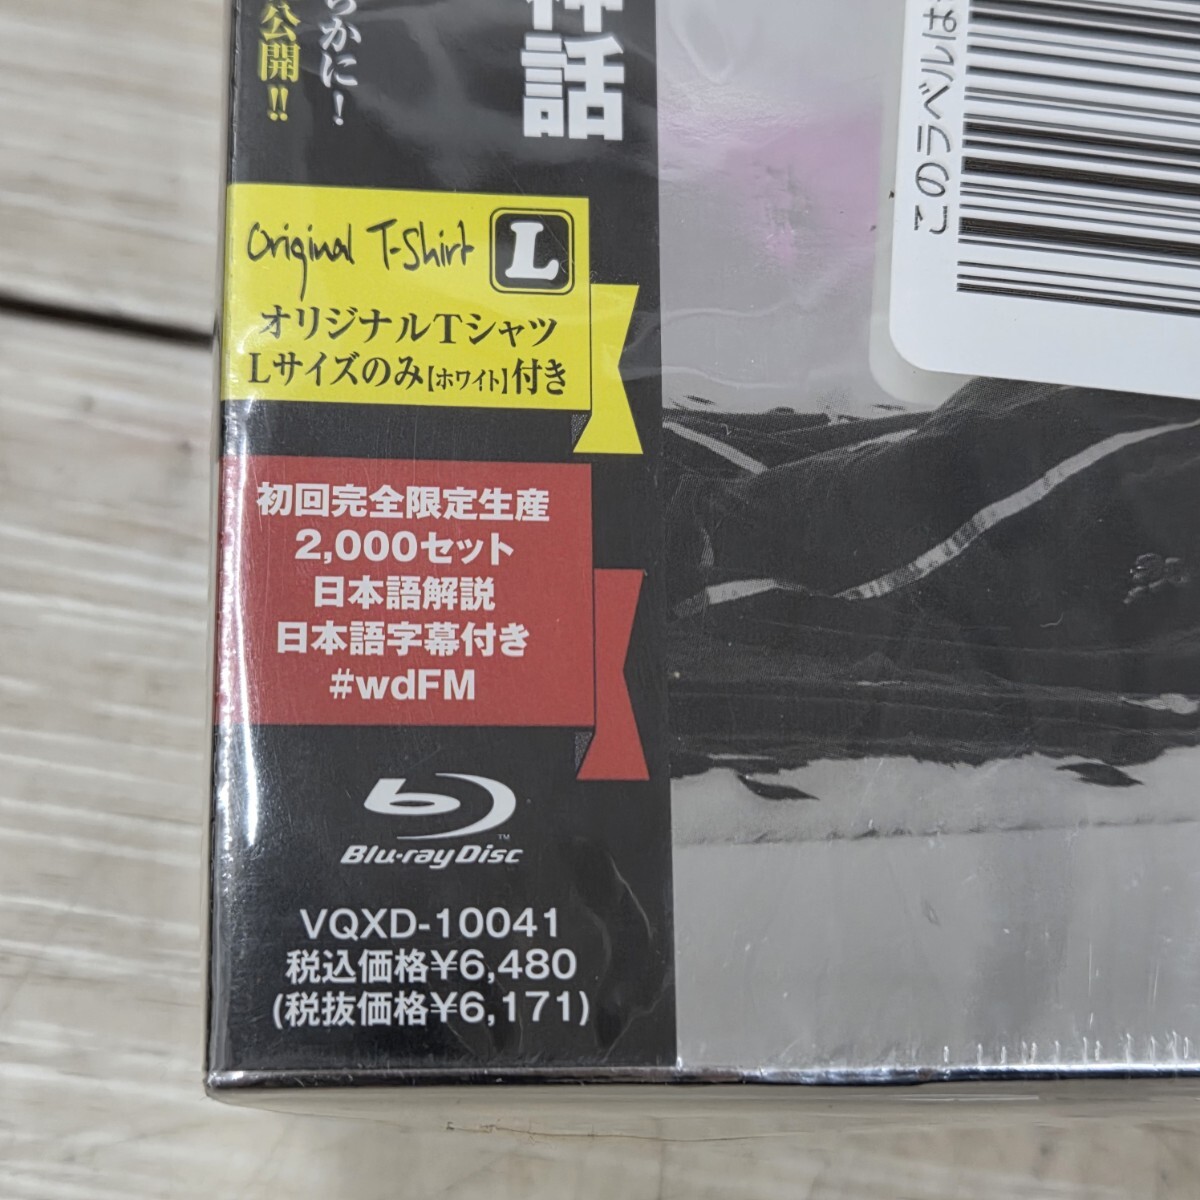 らかに!
公開!!
神話
このラベルは
Original T-Shirt L
オリジナルTシャツ
Lサイズのみ【ホワイト】付き
初回完全限定生産
2,000セット
日本語解説
日本語字幕付き
#wdFM
Blu-ray Disc™
VQXD-10041
税込価格¥6,480
(税抜価格¥6,171)